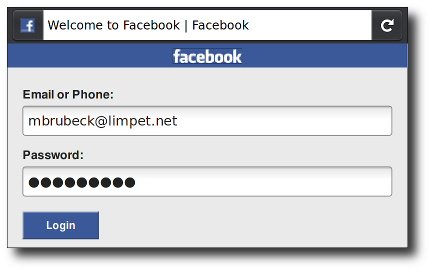 Welcome to Facebook | Facebook
facebook
Email or Phone:
mbrubeck@limpet.net
Password:
●●●●●●●●●
Login